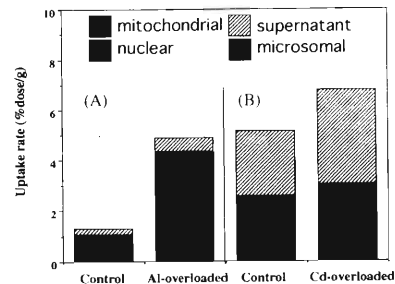 mitochondrial
supernatant
nuclear
microsomal
Uptake rate (%dose/g)
10
8
6
4
2
0
(A)
(B)
Control
Al-overloaded
Control
Cd-overloaded